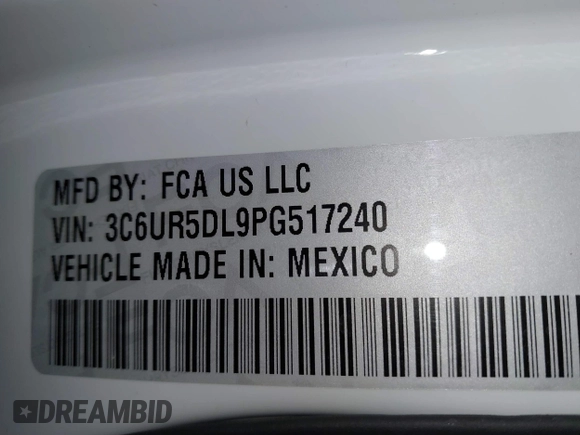 MFD BY: FCA US LLC
VIN: 3C6UR5DL9PG517240
VEHICLE MADE IN: MEXICO
DREAMBID